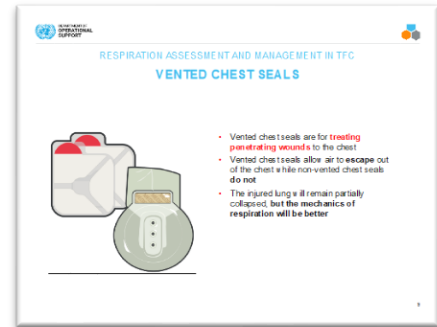 DEPARTMENT OF
OPERATIONAL
SUPPORT
RESPIRATION ASSESSMENT AND MANAGEMENT IN TFC
VENTED CHEST SEALS
• Vented chest seals are for treating
penetrating wounds to the chest
• Vented chest seals allow air to escape out
of the chest while non-vented chest seals
do not
• The injured lung will remain partially
collapsed, but the mechanics of
respiration will be better